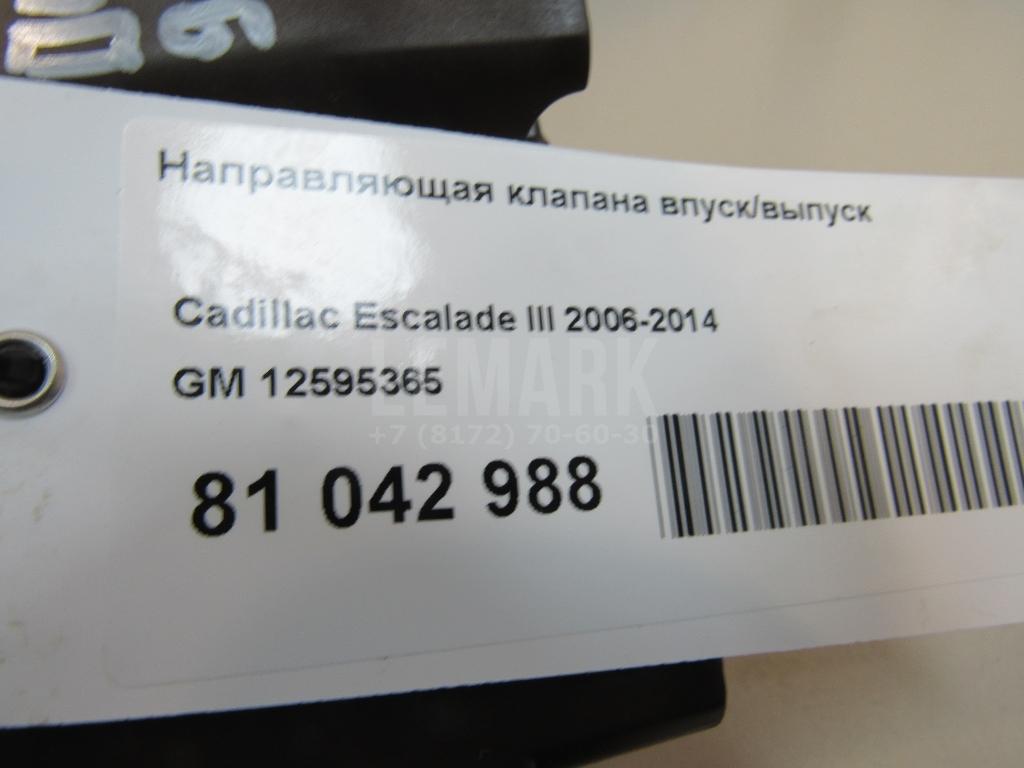 Направляющая клапана впуск/выпуск
Cadillac Escalade III 2006-2014
GM 12595365
LEMARK
+7 (8172) 70-60-30
81 042 988